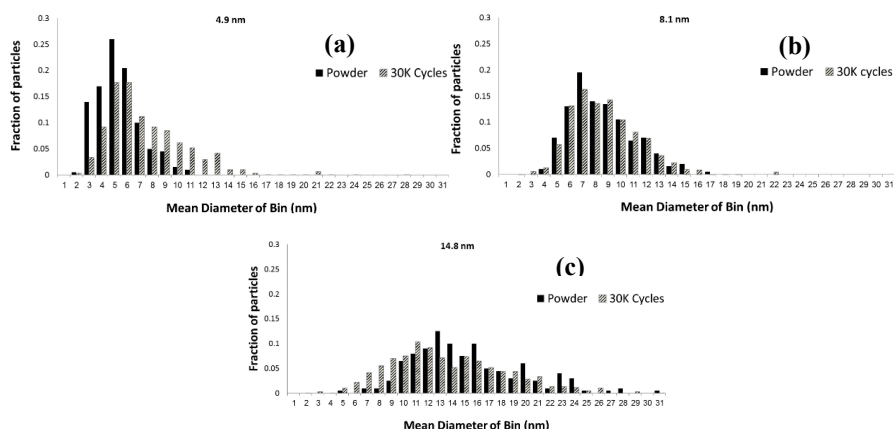 4.9 nm
(a)
Fraction of particles
0.3
0.25
0.2
0.15
0.1
0.05
0
Powder 30K Cycles
1 2 3 4 5 6 7 8 9 10 11 12 13 14 15 16 17 18 19 20 21 22 23 24 25 26 27 28 29 30 31
Mean Diameter of Bin (nm)
8.1 nm
(b)
Fraction of particles
0.3
0.25
0.2
0.15
0.1
0.05
0
Powder 30K cycles
1 2 3 4 5 6 7 8 9 10 11 12 13 14 15 16 17 18 19 20 21 22 23 24 25 26 27 28 29 30 31
Mean Diameter of Bin (nm)
14.8 nm
(c)
Fraction of particles
0.3
0.25
0.2
0.15
0.1
0.05
0
Powder 30K Cycles
1 2 3 4 5 6 7 8 9 10 11 12 13 14 15 16 17 18 19 20 21 22 23 24 25 26 27 28 29 30 31
Mean Diameter of Bin (nm)